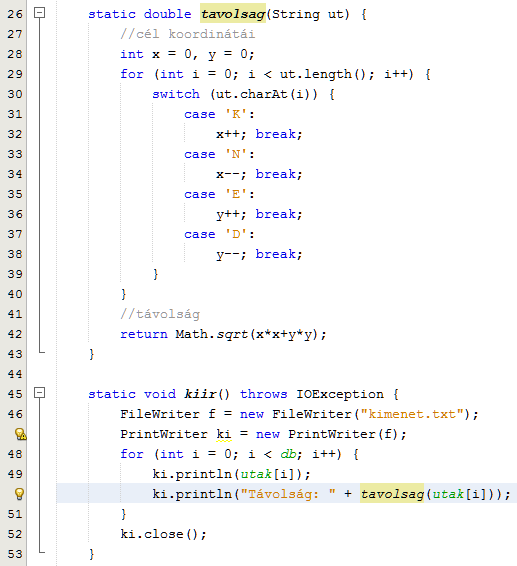 26 static double tavolsag(String ut) {
27 //cél koordinátái
28 int x = 0, y = 0;
29 for (int i = 0; i < ut.length(); i++) {
30 switch (ut.charAt(i)) {
31 case 'K':
32 x++; break;
33 case 'N':
34 x--; break;
35 case 'E':
36 y++; break;
37 case 'D':
38 y--; break;
39 }
40 }
41 //távolság
42 return Math.sqrt(x*x+y*y);
43 }
44
45 static void kiir() throws IOException {
46 FileWriter f = new FileWriter("kimenet.txt");
PrintWriter ki = new PrintWriter(f);
48 for (int i = 0; i < db; i++) {
49 ki.println(utak[i]);
ki.println("Távolság: " + tavolsag(utak[i]));
51 }
52 ki.close();
53 }